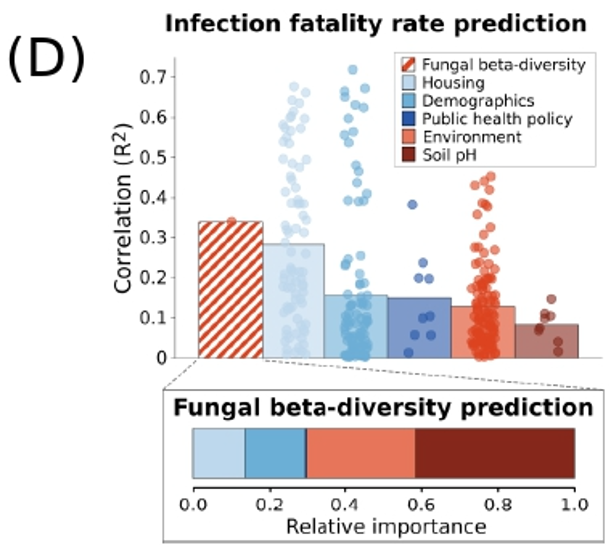 Infection fatality rate prediction
(D)
Correlation (R²)
0.7
0.6
0.5
0.4
0.3
0.2
0.1
0
Fungal beta-diversity
Housing
Demographics
Public health policy
Environment
Soil pH
Fungal beta-diversity prediction
0.0 0.2 0.4 0.6 0.8 1.0
Relative importance